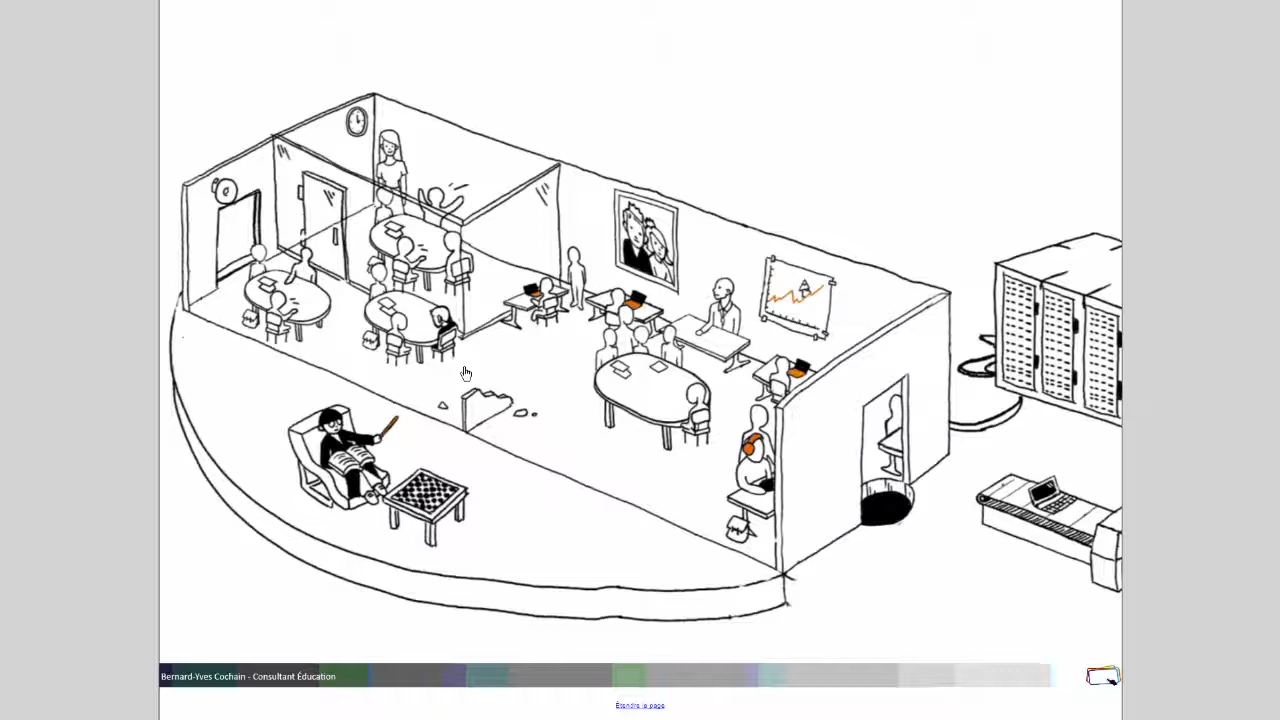 Bernard-Yves Cochain - Consultant Éducation
Étendre la page